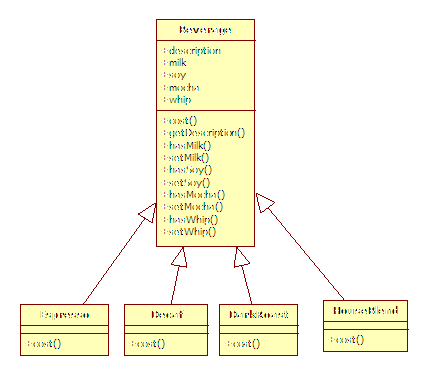 Beverage
+description
+milk
+soy
+mocha
+whip
+cost()
+getDescription()
+hasMilk()
+setMilk()
+hasSoy()
+setSoy()
+hasMocha()
+setMocha()
+hasWhip()
+setWhip()
Espresso
Decaf
DarkRoast
HouseBlend
+cost()
+cost()
+cost()
+cost()